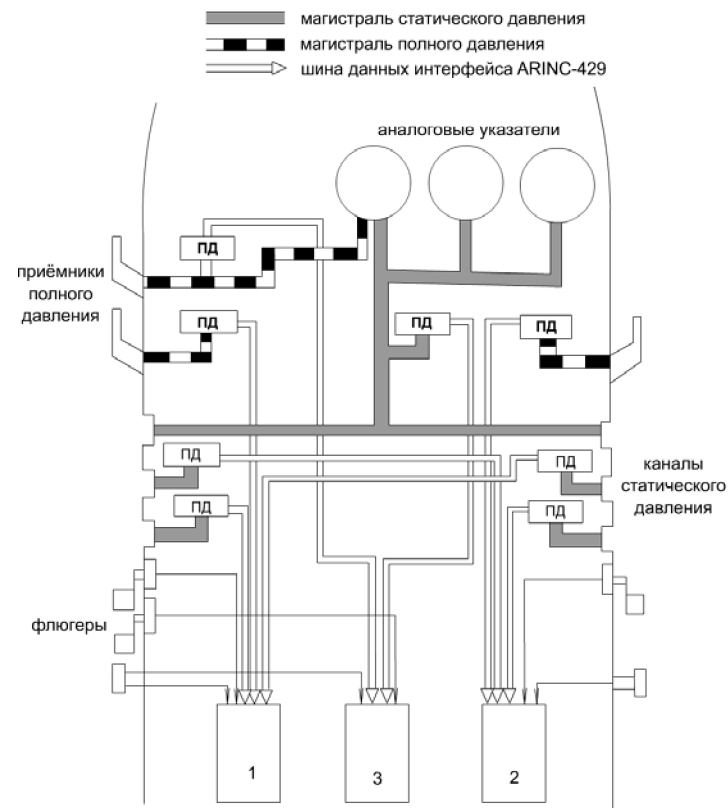 магистраль статического давления
магистраль полного давления
шина данных интерфейса ARINC-429
аналоговые указатели
ПД
приёмники
полного
давления
ПД
ПД
ПД
ПД
ПД
каналы
статического
давления
ПД
ПД
флюгеры
1
3
2